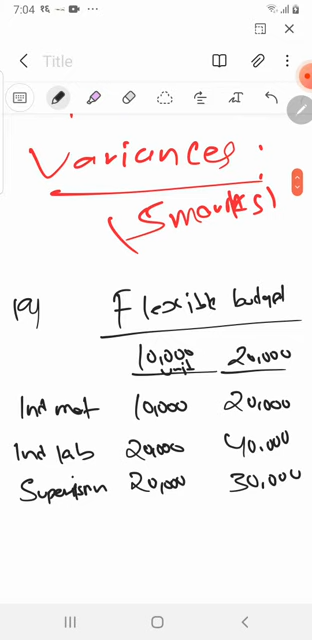 7:04
Title
Variances :
(5 marks)
19) Flexible budget
10,000 unit 20,000
Ind mat 10,000 20,000
Ind lab 20,000 40,000
Supervisn 20,000 30,000